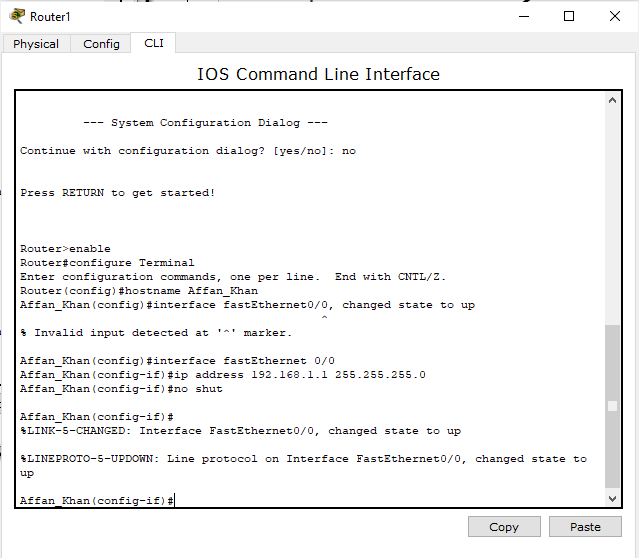 Router1
Physical Config CLI
IOS Command Line Interface
--- System Configuration Dialog ---
Continue with configuration dialog? [yes/no]: no
Press RETURN to get started!
Router>enable
Router#configure Terminal
Enter configuration commands, one per line.  End with CNTL/Z.
Router(config)#hostname Affan_Khan
Affan_Khan(config)#interface fastEthernet0/0, changed state to up
^
% Invalid input detected at '^' marker.
Affan_Khan(config)#interface fastEthernet 0/0
Affan_Khan(config-if)#ip address 192.168.1.1 255.255.255.0
Affan_Khan(config-if)#no shut
Affan_Khan(config-if)#
%LINK-5-CHANGED: Interface FastEthernet0/0, changed state to up
%LINEPROTO-5-UPDOWN: Line protocol on Interface FastEthernet0/0, changed state to
up
Affan_Khan(config-if)#
Copy Paste